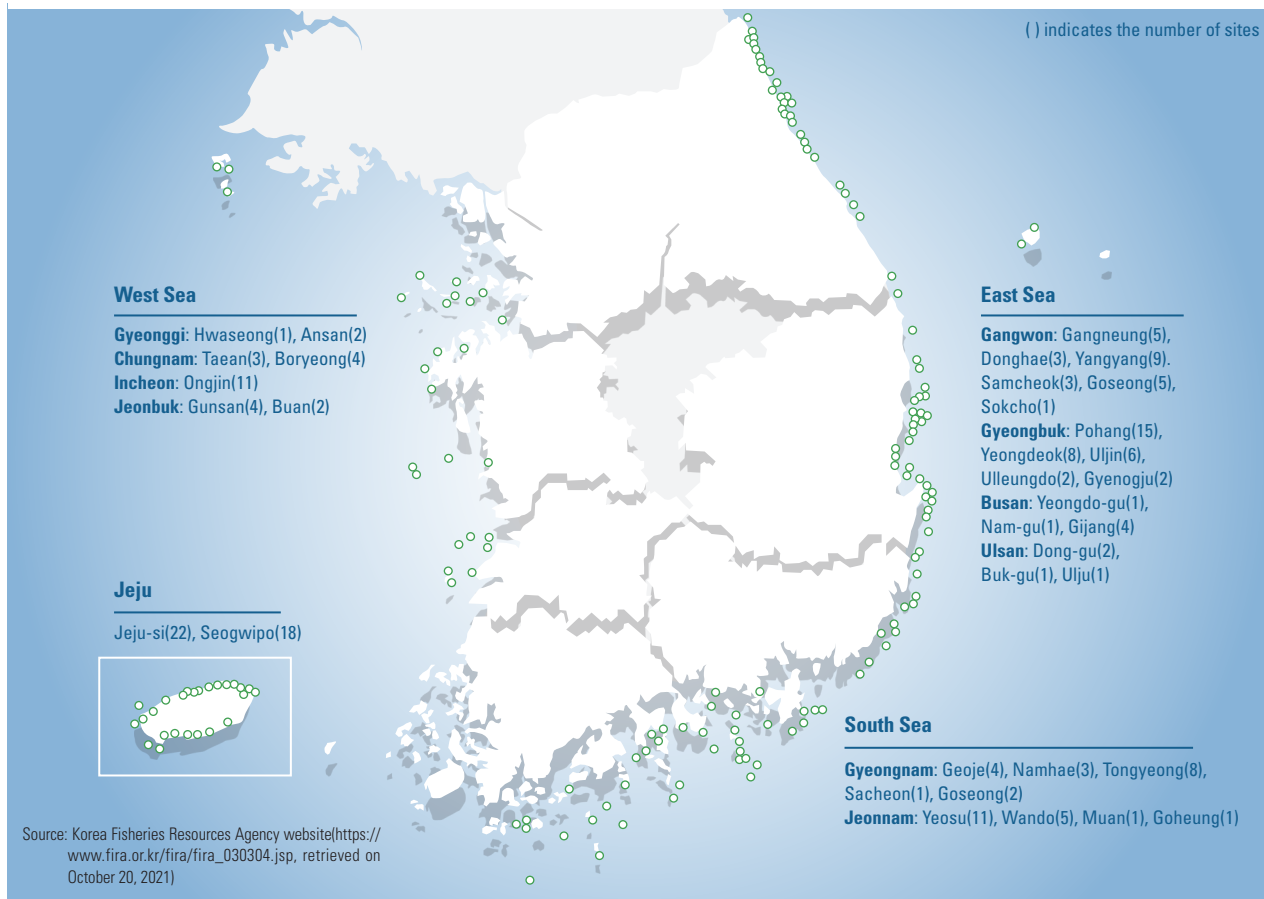 ( ) indicates the number of sites
West Sea
Gyeonggi: Hwaseong(1), Ansan(2)
Chungnam: Taean(3), Boryeong(4)
Incheon: Ongjin(11)
Jeonbuk: Gunsan(4), Buan(2)
East Sea
Gangwon: Gangneung(5),
Donghae(3), Yangyang(9).
Samcheok(3), Goseong(5),
Sokcho(1)
Gyeongbuk: Pohang(15),
Yeongdeok(8), Uljin(6),
Ulleungdo(2), Gyenogju(2)
Busan: Yeongdo-gu(1),
Nam-gu(1), Gijang(4)
Ulsan: Dong-gu(2),
Buk-gu(1), Ulju(1)
Jeju
Jeju-si(22), Seogwipo(18)
South Sea
Gyeongnam: Geoje(4), Namhae(3), Tongyeong(8),
Sacheon(1), Goseong(2)
Jeonnam: Yeosu(11), Wando(5), Muan(1), Goheung(1)
Source: Korea Fisheries Resources Agency website(https://
www.fira.or.kr/fira/fira_030304.jsp, retrieved on
October 20, 2021)